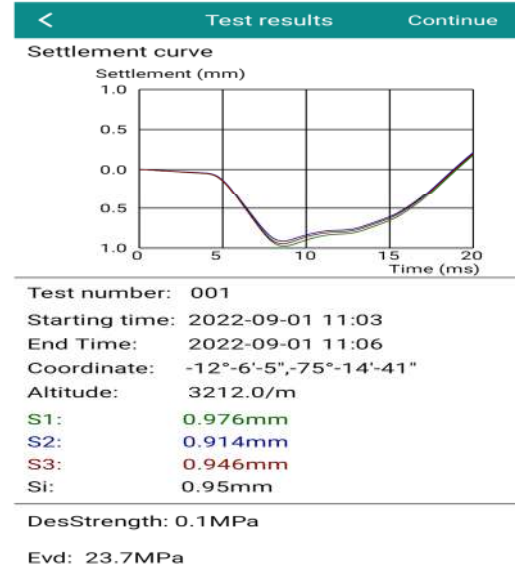 < Test results Continue
Settlement curve
Settlement (mm)
1.0
0.5
0.0
0.5
1.0
0 5 10 15 20
Time (ms)
Test number: 001
Starting time: 2022-09-01 11:03
End Time: 2022-09-01 11:06
Coordinate: -12°-6'-5",-75°-14'-41"
Altitude: 3212.0/m
S1: 0.976mm
S2: 0.914mm
S3: 0.946mm
Si: 0.95mm
DesStrength: 0.1MPa
Evd: 23.7MPa